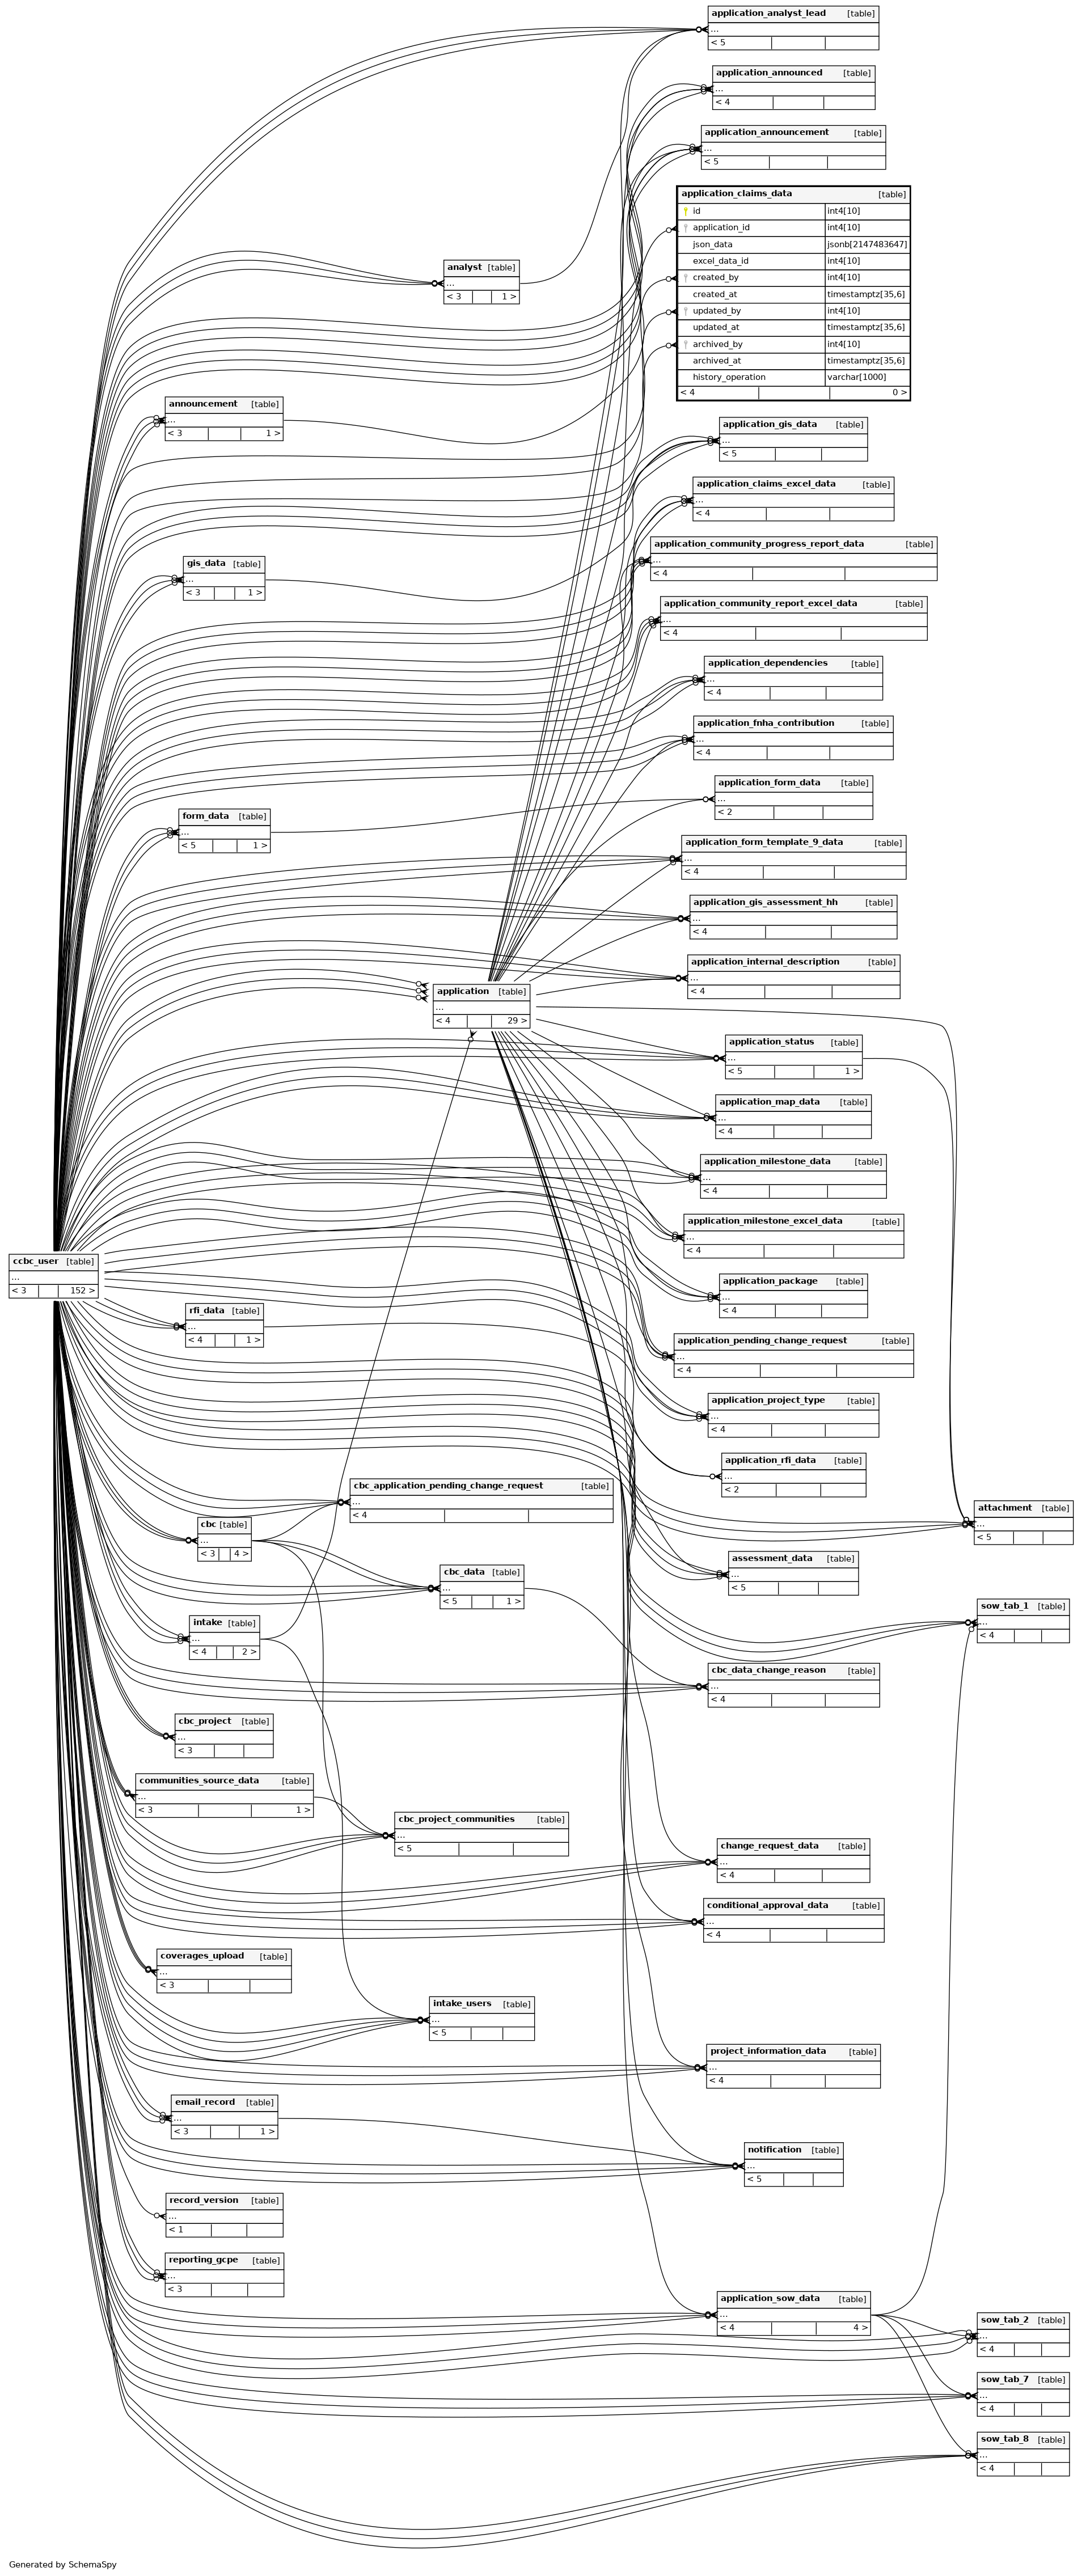 application_analyst_lead [table]
...
< 5
application_announced [table]
...
< 4
application_announcement [table]
...
< 5
application_claims_data [table]
id int4[10]
application_id int4[10]
json_data jsonb[2147483647]
excel_data_id int4[10]
created_by int4[10]
created_at timestamptz[35,6]
updated_by int4[10]
updated_at timestamptz[35,6]
archived_by int4[10]
archived_at timestamptz[35,6]
history_operation varchar[1000]
< 4 0 >
analyst [table]
...
< 3 1 >
announcement [table]
...
< 3 1 >
application_gis_data [table]
...
< 5
application_claims_excel_data [table]
...
< 4
application_community_progress_report_data [table]
...
< 4
gis_data [table]
...
< 3 1 >
application_community_report_excel_data [table]
...
< 4
application_dependencies [table]
...
< 4
application_fnha_contribution [table]
...
< 4
application_form_data [table]
...
< 2
form_data [table]
...
< 5 1 >
application_form_template_9_data [table]
...
< 4
application_gis_assessment_hh [table]
...
< 4
application_internal_description [table]
...
< 4
application [table]
...
< 4 29 >
application_status [table]
...
< 5 1 >
application_map_data [table]
...
< 4
application_milestone_data [table]
...
< 4
application_milestone_excel_data [table]
...
< 4
ccbc_user [table]
...
< 3 152 >
application_package [table]
...
< 4
rfi_data [table]
...
< 4 1 >
application_pending_change_request [table]
...
< 4
application_project_type [table]
...
< 4
application_rfi_data [table]
...
< 2
cbc_application_pending_change_request [table]
...
< 4
attachment [table]
...
< 5
cbc [table]
...
< 3 4 >
assessment_data [table]
...
< 5
cbc_data [table]
...
< 5 1 >
sow_tab_1 [table]
...
< 4
intake [table]
...
< 4 2 >
cbc_data_change_reason [table]
...
< 4
cbc_project [table]
...
< 3
communities_source_data [table]
...
< 3 1 >
cbc_project_communities [table]
...
< 5
change_request_data [table]
...
< 4
conditional_approval_data [table]
...
< 4
coverages_upload [table]
...
< 3
intake_users [table]
...
< 5
project_information_data [table]
...
< 4
email_record [table]
...
< 3 1 >
notification [table]
...
< 5
record_version [table]
...
< 1
reporting_gcpe [table]
...
< 3
application_sow_data [table]
...
< 4 4 >
sow_tab_2 [table]
...
< 4
sow_tab_7 [table]
...
< 4
sow_tab_8 [table]
...
< 4
Generated by SchemaSpy